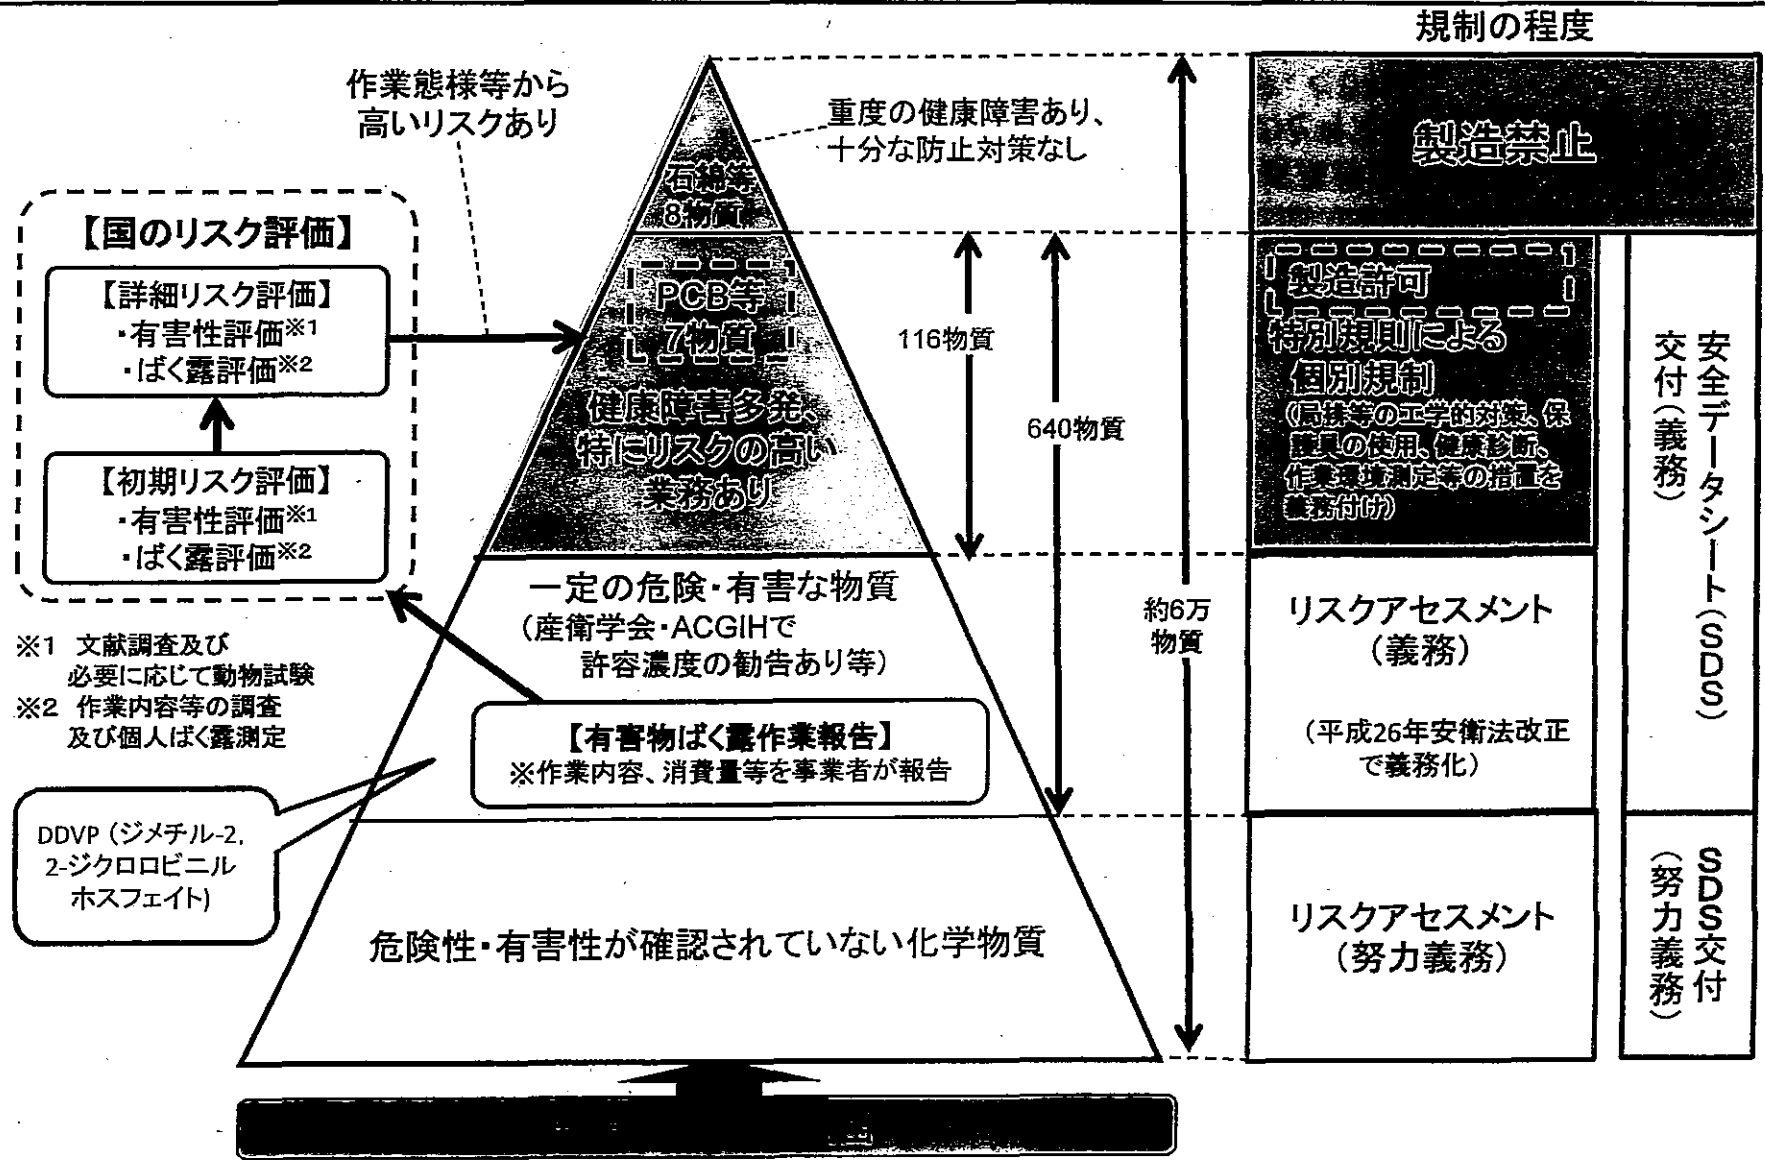 規制の程度
作業態様等から
高いリスクあり
重度の健康障害あり、
十分な防止対策なし
石綿等
8物質
製造禁止
【国のリスク評価】
【詳細リスク評価】
・有害性評価※1
・ばく露評価※2
【初期リスク評価】
・有害性評価※1
・ばく露評価※2
※1 文献調査及び
必要に応じて動物試験
※2 作業内容等の調査
及び個人ばく露測定
DDVP (ジメチル-2,
2-ジクロロビニル
ホスフェイト)
PCB等
7物質
健康障害多発、
特にリスクの高い
業務あり
一定の危険・有害な物質
(産衛学会・ACGIHで
許容濃度の勧告あり等)
【有害物ばく露作業報告】
※作業内容、消費量等を事業者が報告
危険性・有害性が確認されていない化学物質
116物質
640物質
約6万
物質
製造許可
特別規則による
個別規制
(局排等の工学的対策、保
護具の使用、健康診断、
作業環境測定等の措置を
義務付け)
リスクアセスメント
(義務)
(平成26年安衛法改正
で義務化)
リスクアセスメント
(努力義務)
安全データシート(SDS)
交付(義務)
SDS交付
(努力義務)